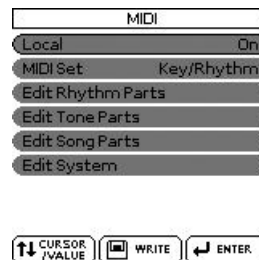 MIDI
Local On
MIDI Set Key/Rhythm
Edit Rhythm Parts
Edit Tone Parts
Edit Song Parts
Edit System
CURSOR /VALUE WRITE ENTER